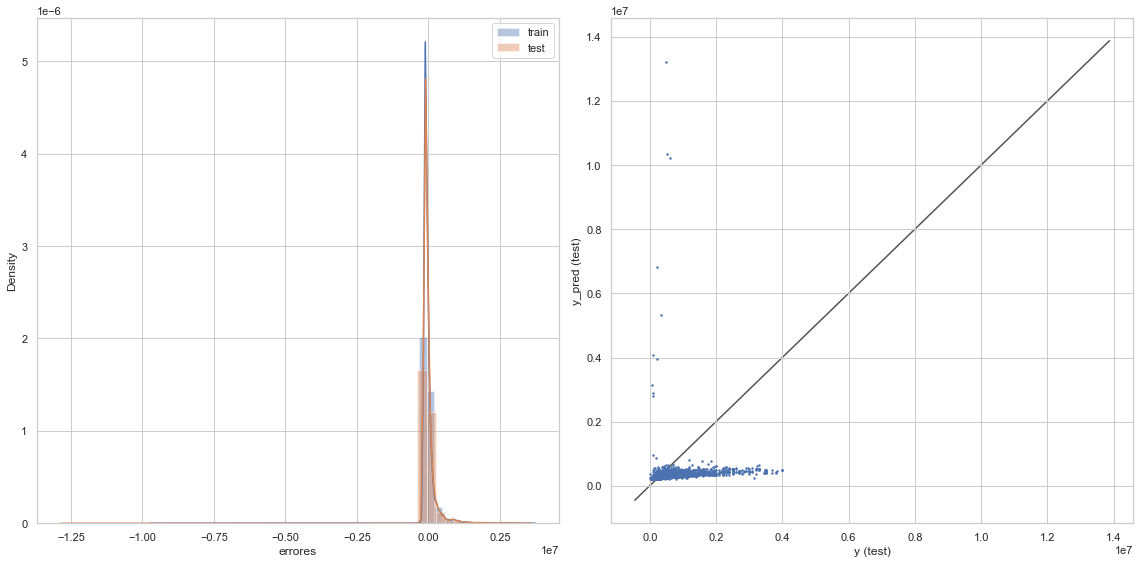 1e−6
train
test
5
4
3
2
1
0
Density
−1.25 −1.00 −0.75 −0.50 −0.25 0.00 0.25
errores
1e7
1e7
1.4
1.2
1.0
0.8
0.6
0.4
0.2
0.0
y_pred (test)
0.0 0.2 0.4 0.6 0.8 1.0 1.2 1.4
y (test)
1e7